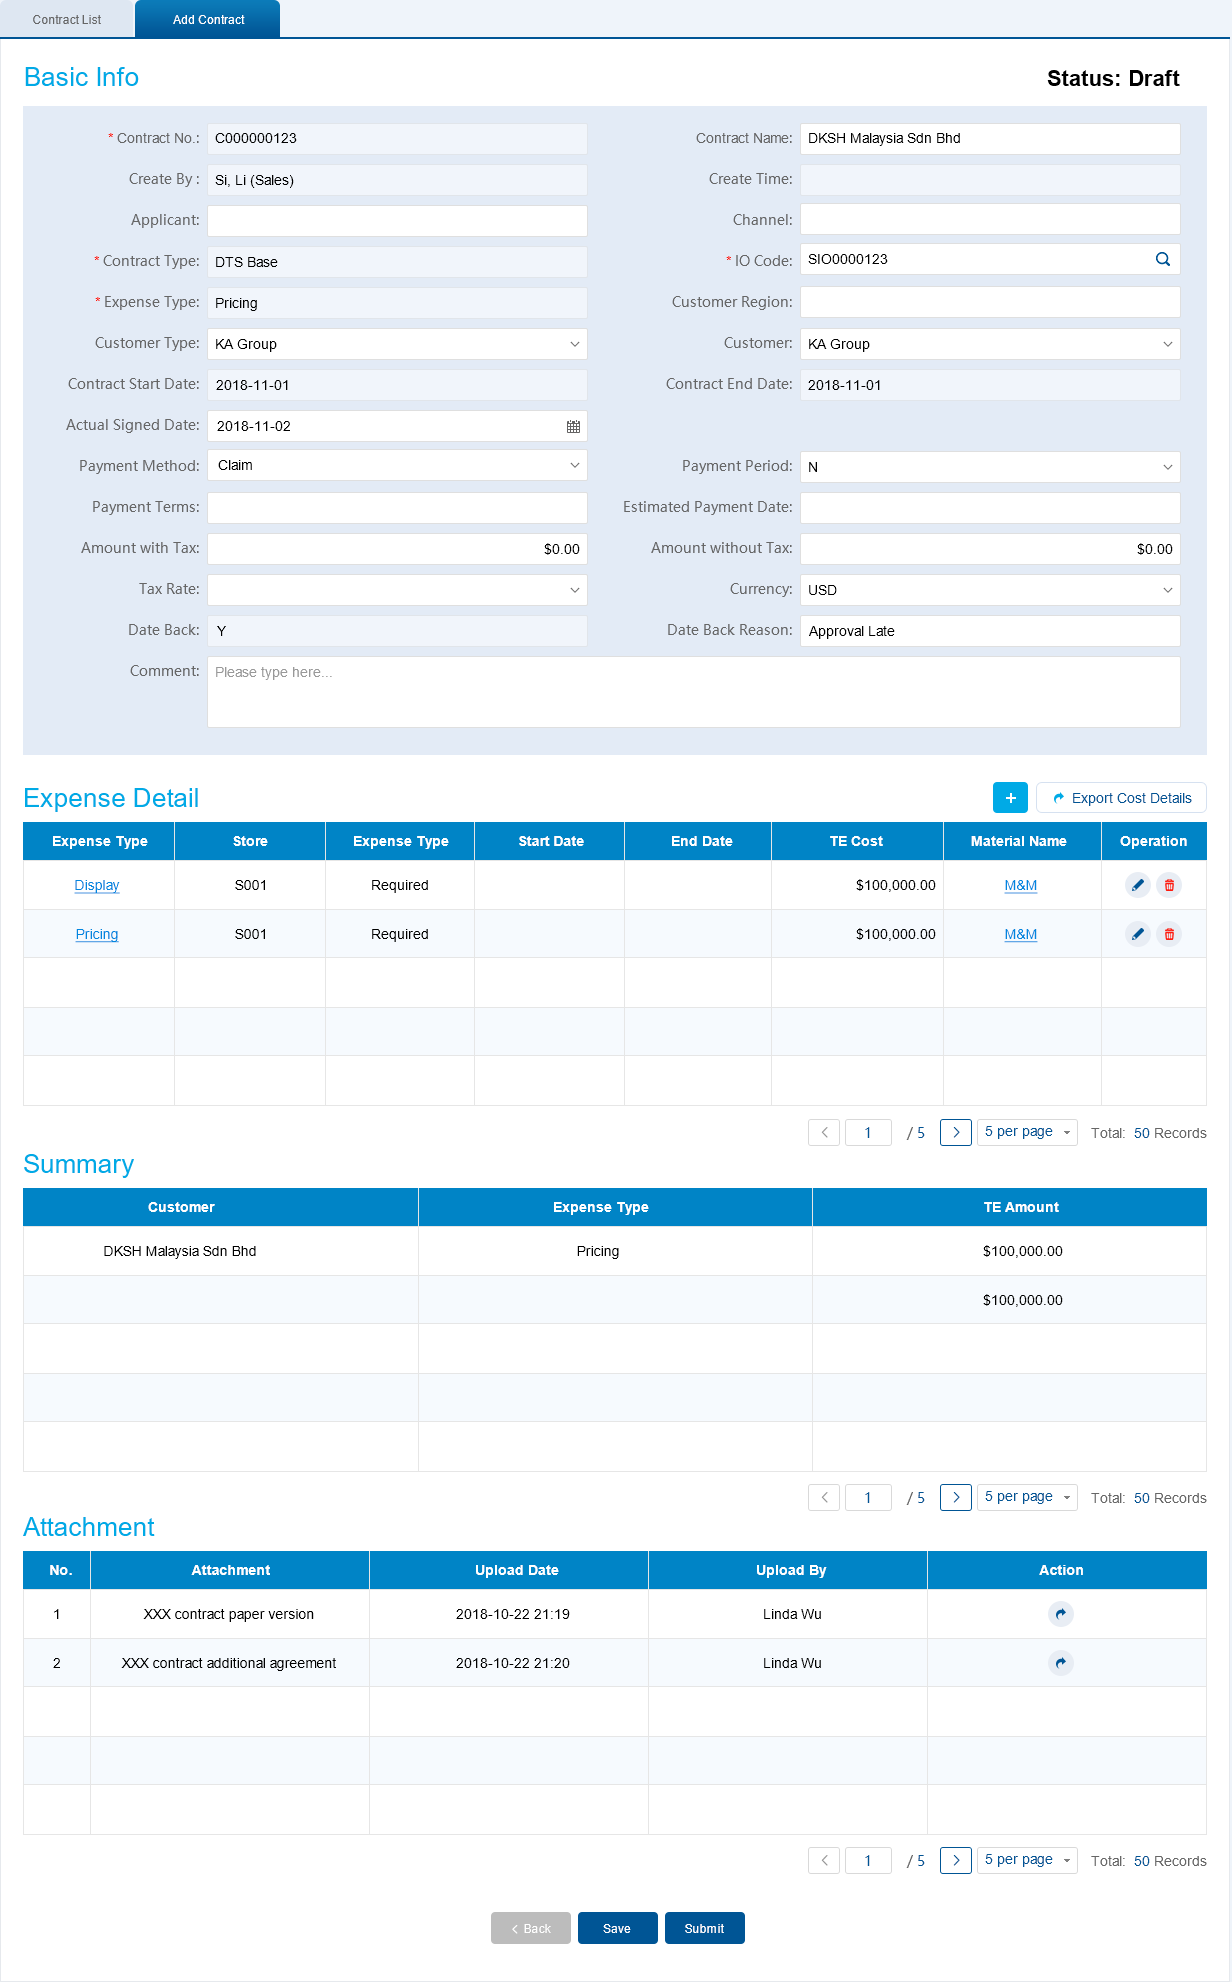 Contract List Add Contract
Basic Info Status: Draft
* Contract No.: C000000123 Contract Name: DKSH Malaysia Sdn Bhd
Create By : Si, Li (Sales) Create Time:
Applicant: Channel:
* Contract Type: DTS Base * IO Code: SIO0000123
* Expense Type: Pricing Customer Region:
Customer Type: KA Group Customer: KA Group
Contract Start Date: 2018-11-01 Contract End Date: 2018-11-01
Actual Signed Date: 2018-11-02
Payment Method: Claim Payment Period: N
Payment Terms: Estimated Payment Date:
Amount with Tax: $0.00 Amount without Tax: $0.00
Tax Rate: Currency: USD
Date Back: Y Date Back Reason: Approval Late
Comment: Please type here...
Expense Detail + Export Cost Details
Expense Type Store Expense Type Start Date End Date TE Cost Material Name Operation
Display S001 Required $100,000.00 M&M
Pricing S001 Required $100,000.00 M&M
1 / 5 5 per page Total: 50 Records
Summary
Customer Expense Type TE Amount
DKSH Malaysia Sdn Bhd Pricing $100,000.00
$100,000.00
1 / 5 5 per page Total: 50 Records
Attachment
No. Attachment Upload Date Upload By Action
1 XXX contract paper version 2018-10-22 21:19 Linda Wu
2 XXX contract additional agreement 2018-10-22 21:20 Linda Wu
1 / 5 5 per page Total: 50 Records
Back Save Submit